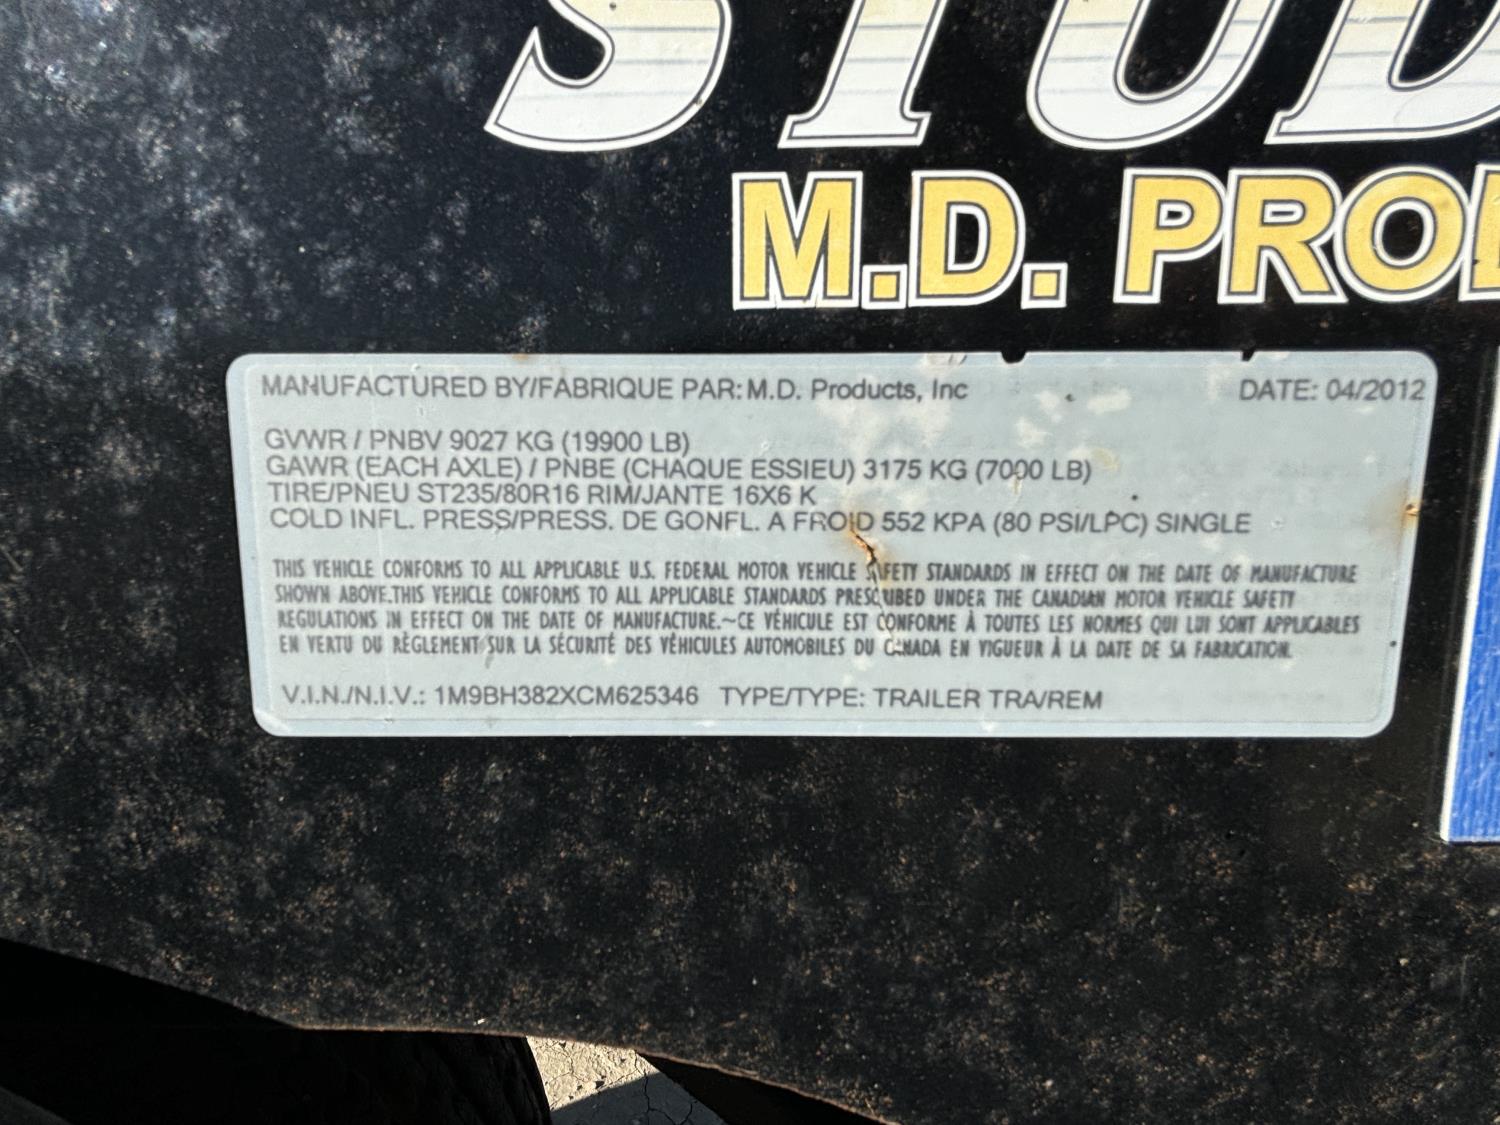 STUD
M.D. PROD
MANUFACTURED BY/FABRIQUE PAR: M.D. Products, Inc DATE: 04/2012
GVWR / PNBV 9027 KG (19900 LB)
GAWR (EACH AXLE) / PNBE (CHAQUE ESSIEU) 3175 KG (7000 LB)
TIRE/PNEU ST235/80R16 RIM/JANTE 16X6 K
COLD INFL. PRESS/PRESS. DE GONFL. A FROID 552 KPA (80 PSI/LPC) SINGLE
THIS VEHICLE CONFORMS TO ALL APPLICABLE U.S. FEDERAL MOTOR VEHICLE SAFETY STANDARDS IN EFFECT ON THE DATE OF MANUFACTURE
SHOWN ABOVE.THIS VEHICLE CONFORMS TO ALL APPLICABLE STANDARDS PRESCRIBED UNDER THE CANADIAN MOTOR VEHICLE SAFETY
REGULATIONS IN EFFECT ON THE DATE OF MANUFACTURE.~CE VÉHICULE EST CONFORME À TOUTES LES NORMES QUI LUI SONT APPLICABLES
EN VERTU DU RÈGLEMENT SUR LA SÉCURITÉ DES VÉHICULES AUTOMOBILES DU CANADA EN VIGUEUR À LA DATE DE SA FABRICATION.
V.I.N./N.I.V.: 1M9BH382XCM625346 TYPE/TYPE: TRAILER TRA/REM